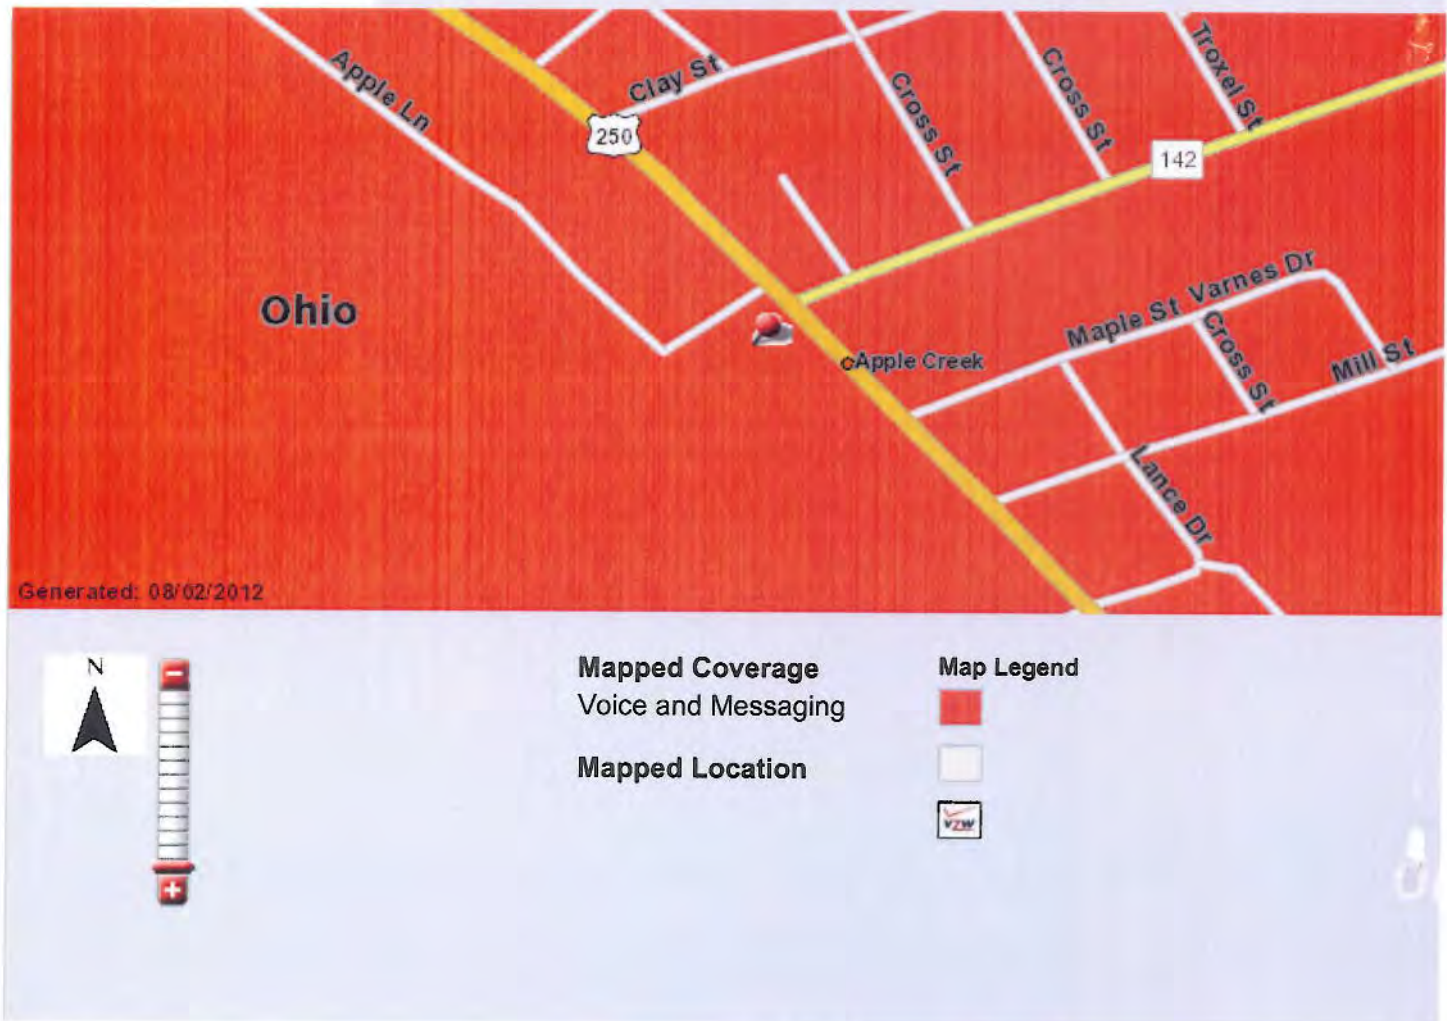 Apple Ln
Clay St
Cross St
Cross St
Troxel St
250
142
Ohio
Apple Creek
Maple St
Varnes Dr
Cross St
Mill St
Lance Dr
Generated: 08/02/2012
N
Mapped Coverage
Map Legend
Voice and Messaging
Mapped Location
vzw